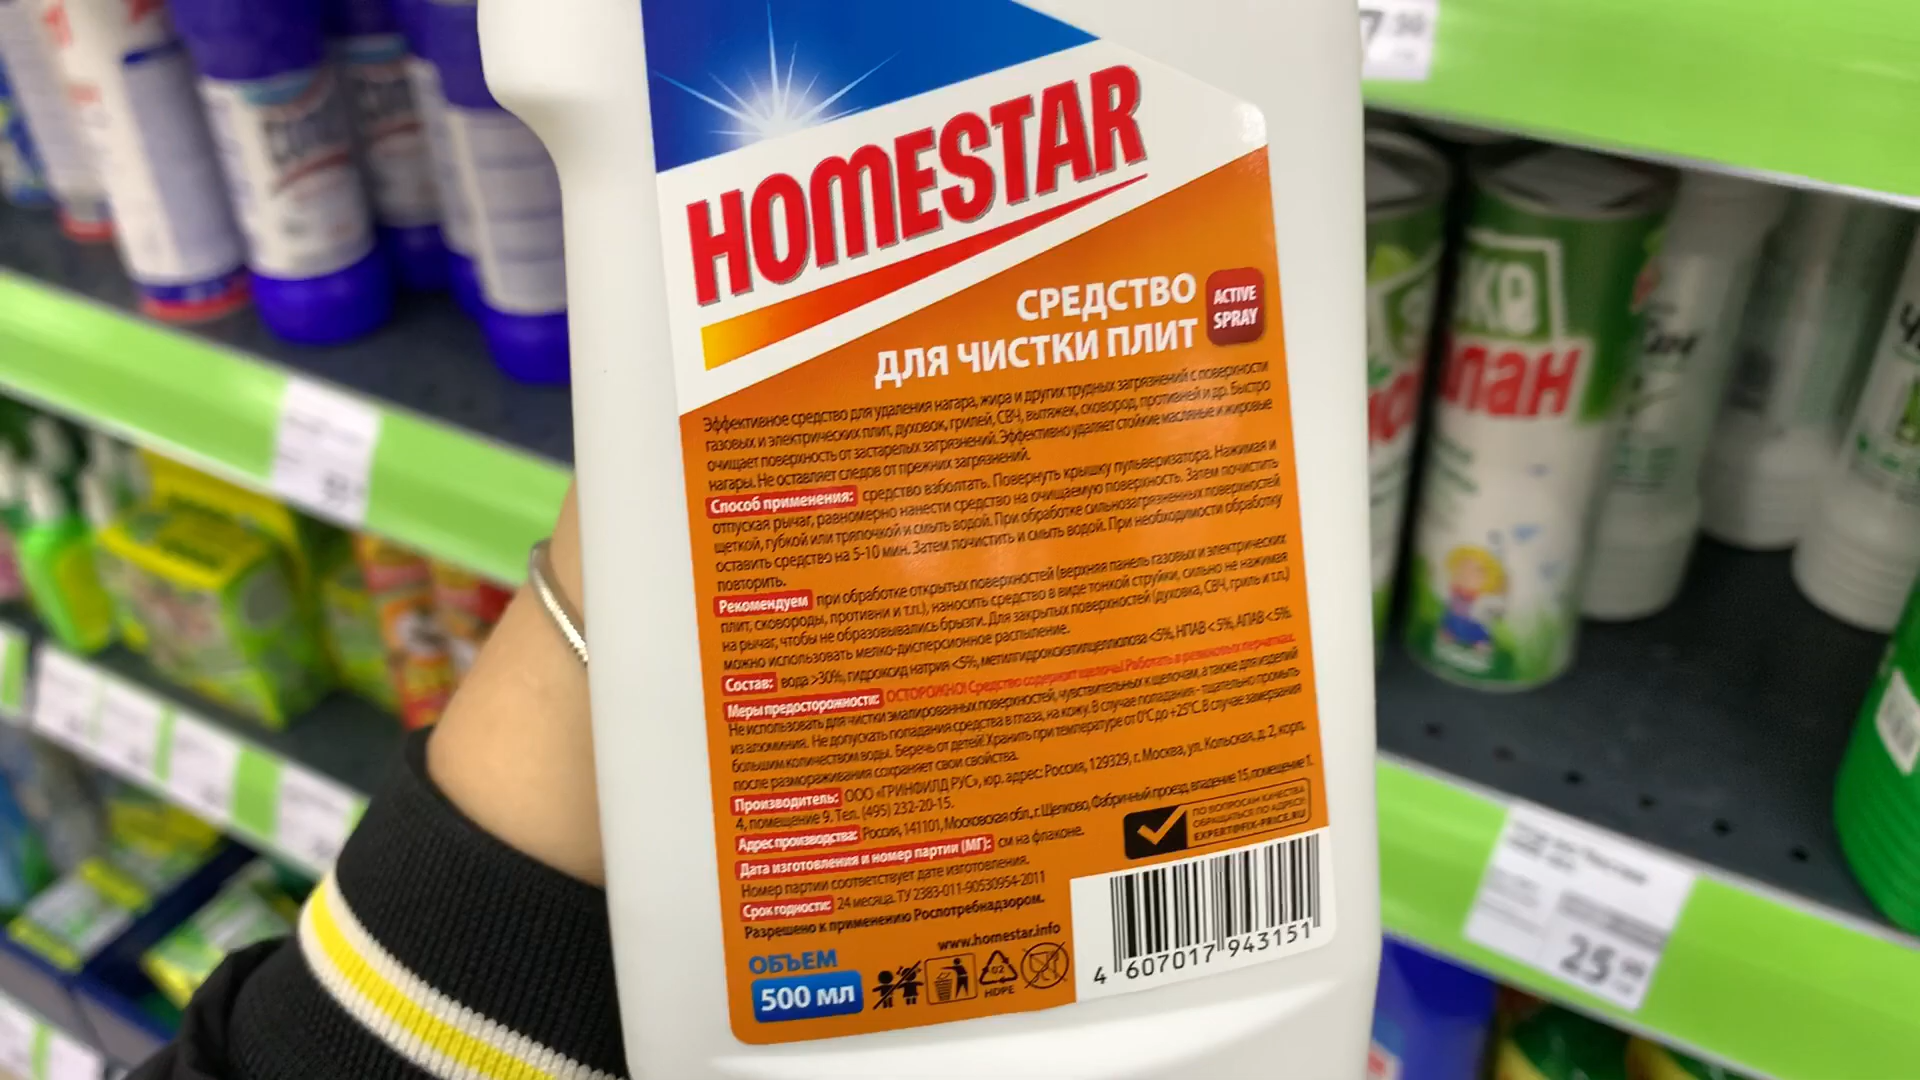 HOMESTAR
СРЕДСТВО
ДЛЯ ЧИСТКИ ПЛИТ
ACTIVE
SPRAY
Эффективное средство для удаления нагара, жира и других трудных загрязнений с поверхности
газовых и электрических плит, духовок, грилей, СВЧ, вытяжек, сковород, противней и др. Быстро
очищает поверхность от застарелых загрязнений. Эффективно удаляет стойкие масляные и жировые
нагары. Не оставляет следов от прежних загрязнений.
Способ применения: средство взболтать. Повернуть крышку пульверизатора. Нажимая и
отпуская рычаг, равномерно нанести средство на очищаемую поверхность. Затем почистить
щеткой, губкой или тряпочкой и смыть водой. При обработке сильнозагрязненных поверхностей
оставить средство на 5-10 мин. Затем почистить и смыть водой. При необходимости обработку
повторить.
Рекомендуем при обработке открытых поверхностей (верхняя панель газовых и электрических
плит, сковороды, противни и т.п.), наносить средство в виде тонкой струйки, сильно не нажимая
на рычаг, чтобы не образовывались брызги. Для закрытых поверхностей (духовка, СВЧ, гриль и т.п.)
можно использовать мелко-дисперсионное распыление.
Состав: вода >30%, гидроксид натрия <5%, метилгидроксиэтилцеллюлоза <5%, НПАВ < 5%, АПАВ < 5%.
Меры предосторожности: ОСТОРОЖНО! Средство содержит щелочь! Работать в резиновых перчатках.
Не использовать для чистки эмалированных поверхностей, чувствительных к щелочам, а также для изделий
из алюминия. Не допускать попадания средства в глаза, на кожу. В случае попадания - тщательно промыть
большим количеством воды. Беречь от детей! Хранить при температуре от 0°С до +25°С. В случае замерзания
после размораживания сохраняет свои свойства.
Производитель: ООО «ГРИНФИЛД РУС», юр. адрес: Россия, 129329, г. Москва, ул. Кольская, д. 2, корп.
4, помещение 9. Тел. (495) 232-20-15.
Адрес производства: Россия, 141101, Московская обл., г. Щелково, Фабричный проезд, владение 15, помещение 1.
Дата изготовления и номер партии (МГ): см на флаконе.
Номер партии соответствует дате изготовления.
Срок годности: 24 месяца. ТУ 2383-011-90530954-2011
Разрешено к применению Роспотребнадзором.
ПО ВОПРОСАМ КАЧЕСТВА
ОБРАЩАТЬСЯ ПО АДРЕСУ:
EXPERT@FIX-PRICE.RU
www.homestar.info
ОБЪЕМ
500 МЛ
02
HDPE
4 607017 943151
лан
25